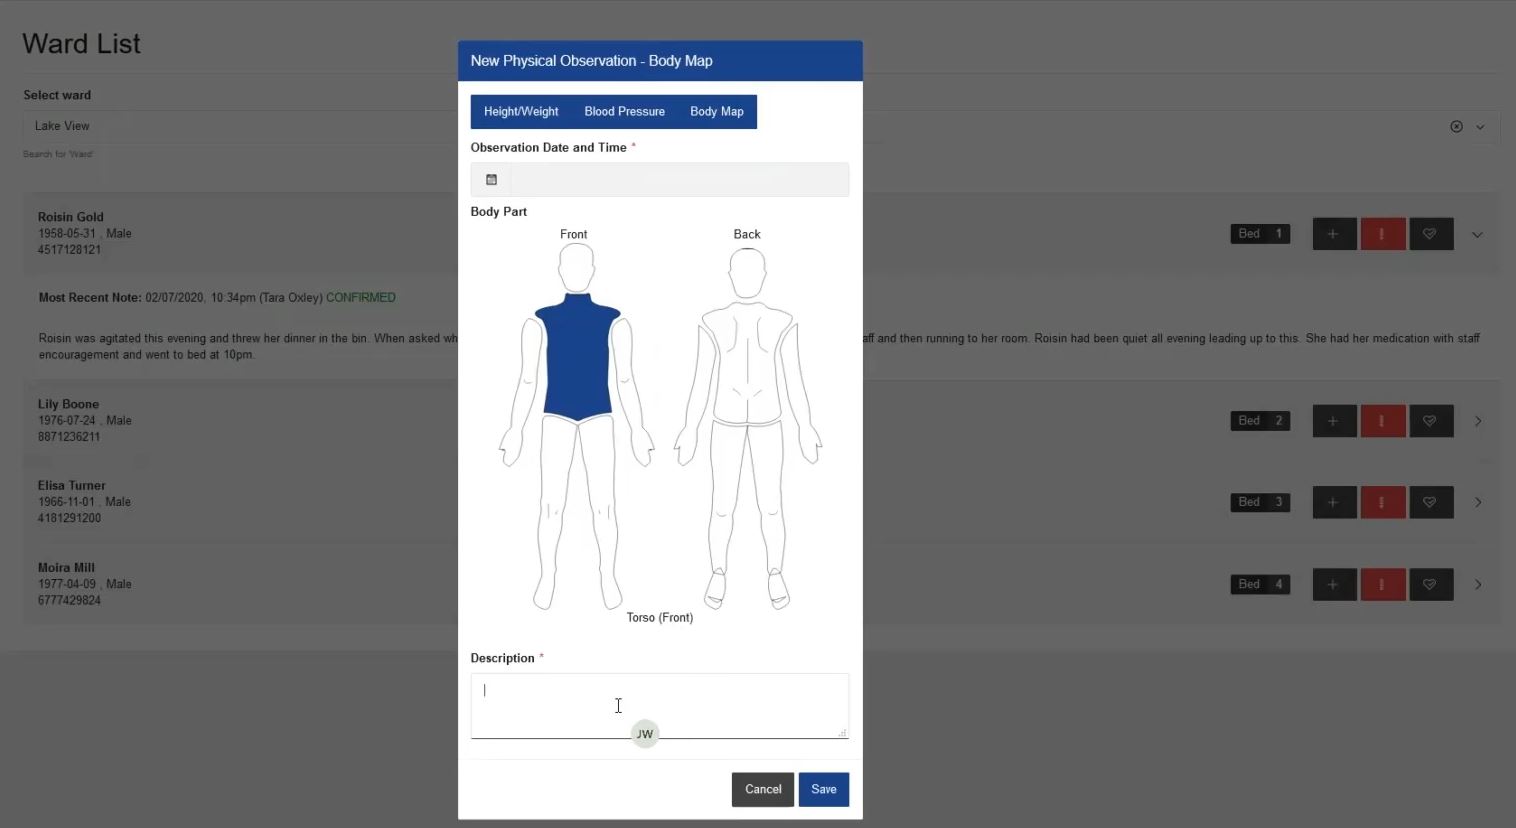 Ward List
Select ward
Lake View
Search for 'Ward'
Roisin Gold
1958-05-31 , Male
4517128121
Bed 1
Most Recent Note: 02/07/2020, 10:34pm (Tara Oxley) CONFIRMED
Roisin was agitated this evening and threw her dinner in the bin. When asked wh
aff and then running to her room. Roisin had been quiet all evening leading up to this. She had her medication with staff
encouragement and went to bed at 10pm.
Lily Boone
1976-07-24 , Male
8871236211
Bed 2
Elisa Turner
1966-11-01 , Male
4181291200
Bed 3
Moira Mill
1977-04-09 , Male
6777429824
Bed 4
New Physical Observation - Body Map
Height/Weight Blood Pressure Body Map
Observation Date and Time *
Body Part
Front Back
Torso (Front)
Description *
JW
Cancel Save